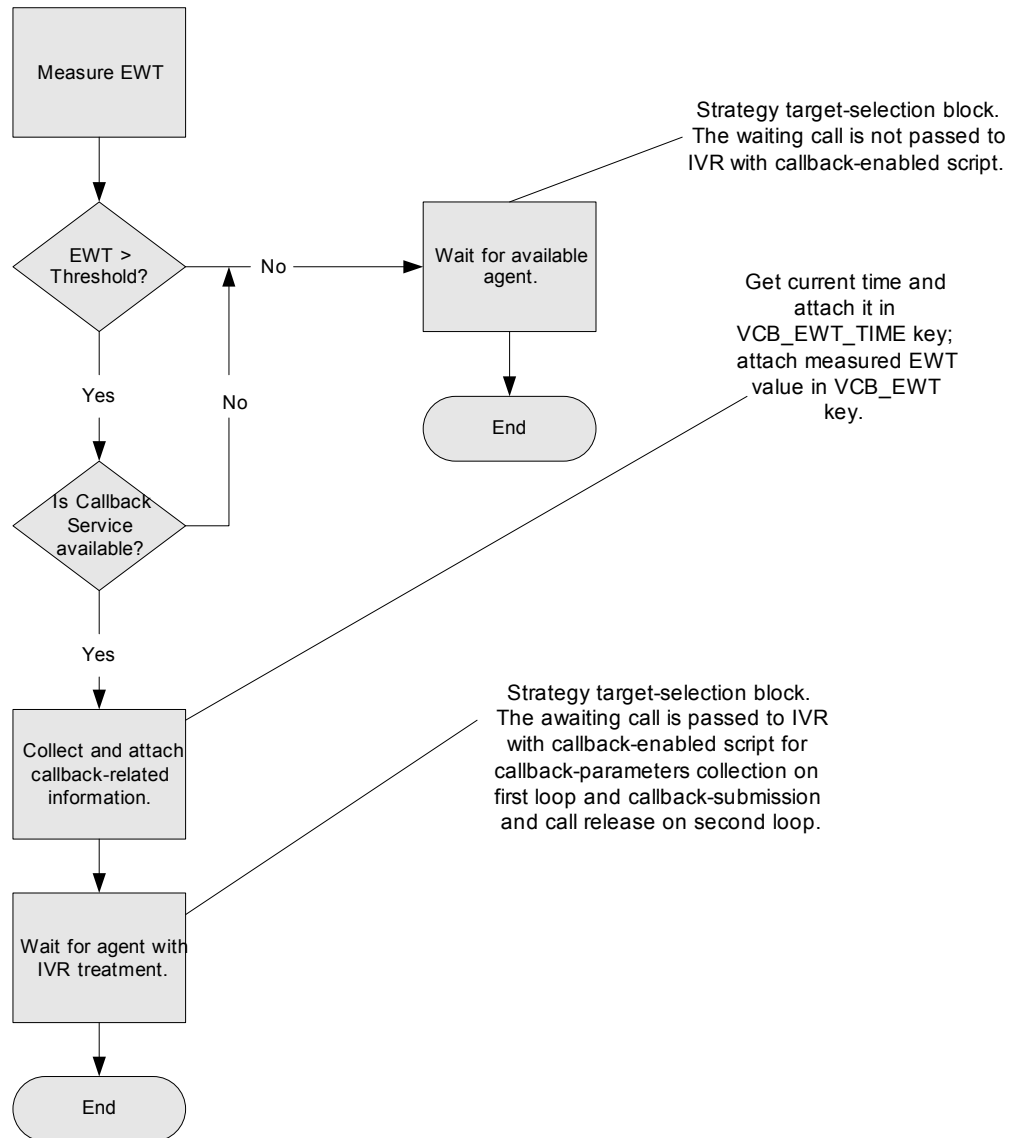 Measure EWT
Strategy target-selection block.
The waiting call is not passed to
IVR with callback-enabled script.
EWT >
Threshold?
No
Wait for available
agent.
Get current time and
attach it in
VCB_EWT_TIME key;
attach measured EWT
value in VCB_EWT
key.
Yes
No
End
Is Callback
Service
available?
Yes
Strategy target-selection block.
The awaiting call is passed to IVR
with callback-enabled script for
callback-parameters collection on
first loop and callback-submission
and call release on second loop.
Collect and attach
callback-related
information.
Wait for agent with
IVR treatment.
End